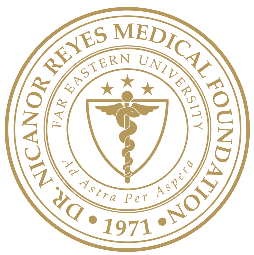 DR. NICANOR REYES MEDICAL FOUNDATION
FAR EASTERN UNIVERSITY
Ad Astra Per Aspera
• 1971 •